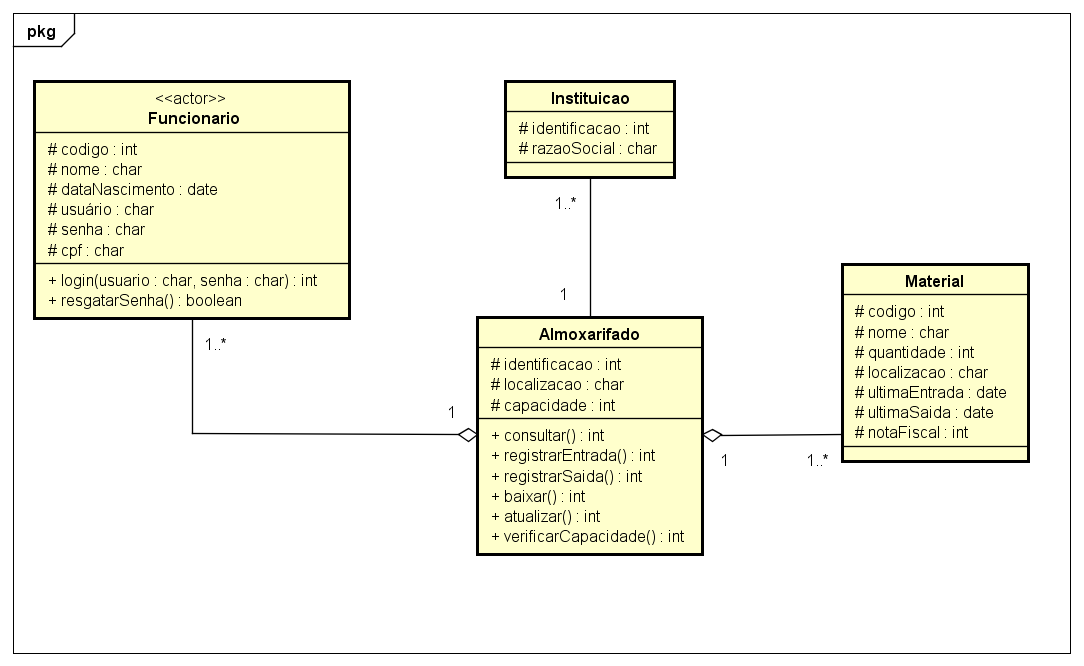 pkg
<<actor>>
Funcionario
# codigo : int
# nome : char
# dataNascimento : date
# usuário : char
# senha : char
# cpf : char
+ login(usuario : char, senha : char) : int
+ resgatarSenha() : boolean
1..*
1
Instituicao
# identificacao : int
# razaoSocial : char
1..*
1
Almoxarifado
# identificacao : int
# localizacao : char
# capacidade : int
+ consultar() : int
+ registrarEntrada() : int
+ registrarSaida() : int
+ baixar() : int
+ atualizar() : int
+ verificarCapacidade() : int
1
1..*
Material
# codigo : int
# nome : char
# quantidade : int
# localizacao : char
# ultimaEntrada : date
# ultimaSaida : date
# notaFiscal : int